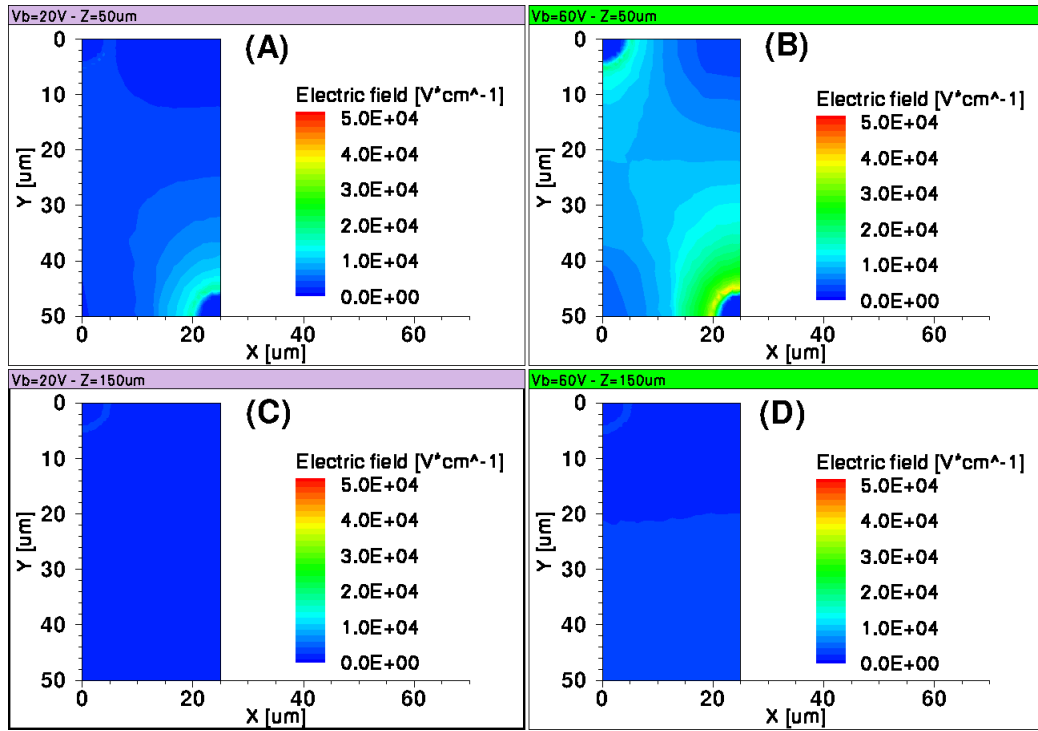 Vb=20V - Z=50um
(A)
Electric field [V*cm^-1]
5.0E+04
4.0E+04
3.0E+04
2.0E+04
1.0E+04
0.0E+00
Y [um]
0
10
20
30
40
50
0
20
40
60
X [um]
Vb=60V - Z=50um
(B)
Electric field [V*cm^-1]
5.0E+04
4.0E+04
3.0E+04
2.0E+04
1.0E+04
0.0E+00
Y [um]
0
10
20
30
40
50
0
20
40
60
X [um]
Vb=20V - Z=150um
(C)
Electric field [V*cm^-1]
5.0E+04
4.0E+04
3.0E+04
2.0E+04
1.0E+04
0.0E+00
Y [um]
0
10
20
30
40
50
0
20
40
60
X [um]
Vb=60V - Z=150um
(D)
Electric field [V*cm^-1]
5.0E+04
4.0E+04
3.0E+04
2.0E+04
1.0E+04
0.0E+00
Y [um]
0
10
20
30
40
50
0
20
40
60
X [um]